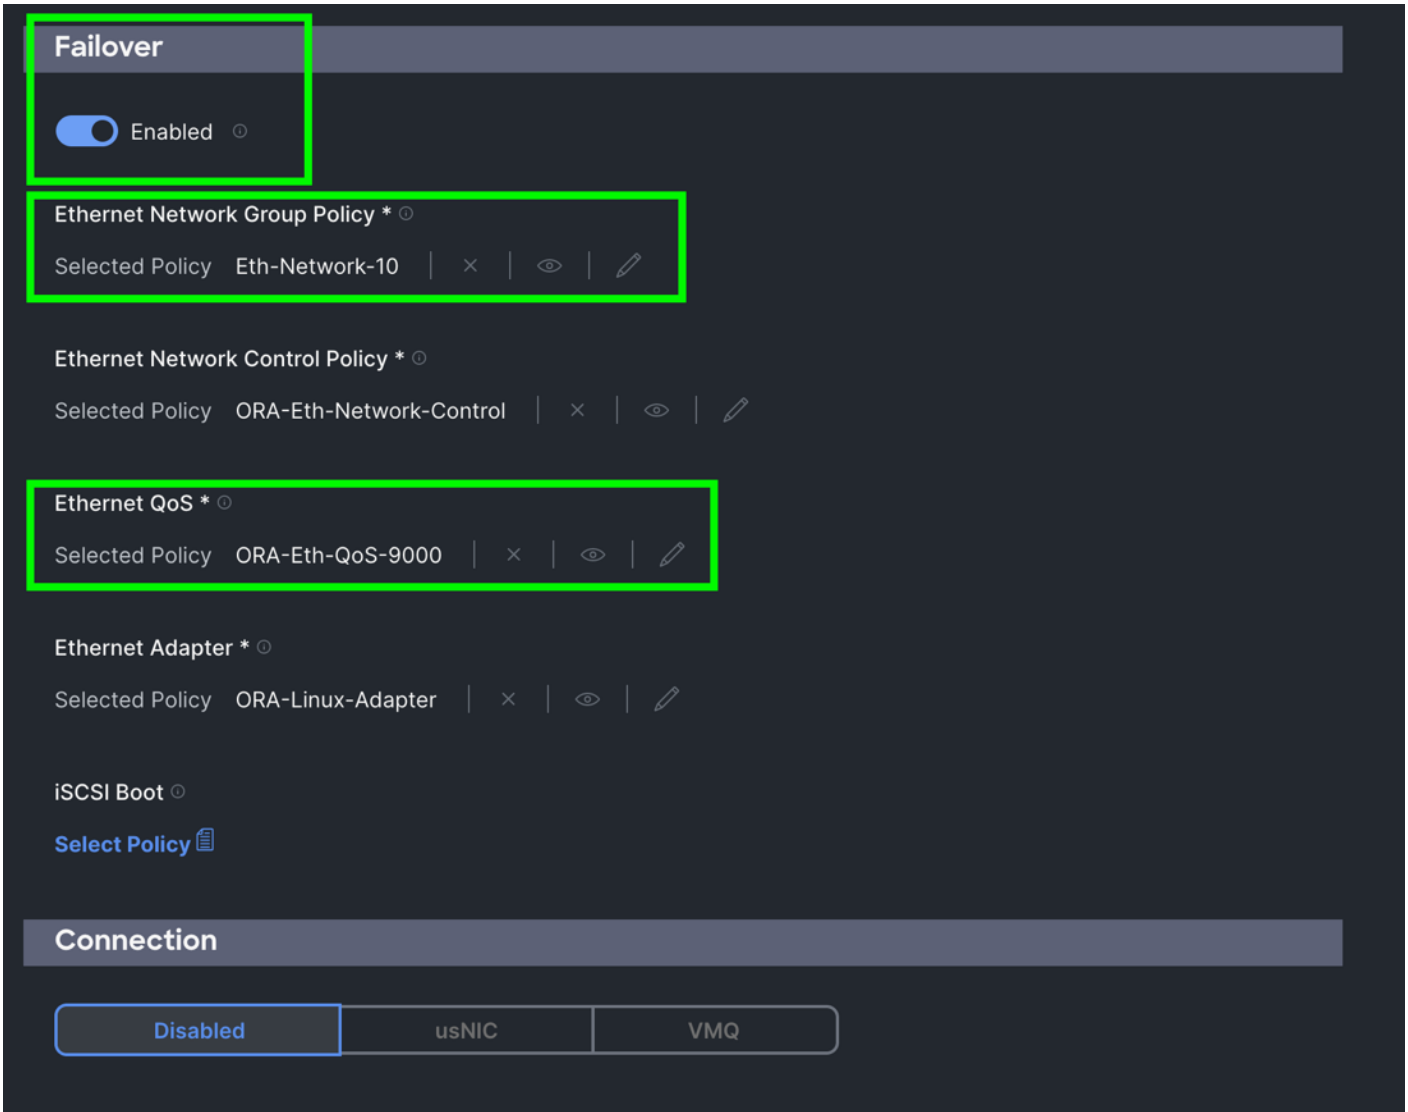 Failover
Enabled
Ethernet Network Group Policy *
Selected Policy Eth-Network-10
Ethernet Network Control Policy *
Selected Policy ORA-Eth-Network-Control
Ethernet QoS *
Selected Policy ORA-Eth-QoS-9000
Ethernet Adapter *
Selected Policy ORA-Linux-Adapter
iSCSI Boot
Select Policy
Connection
Disabled usNIC VMQ